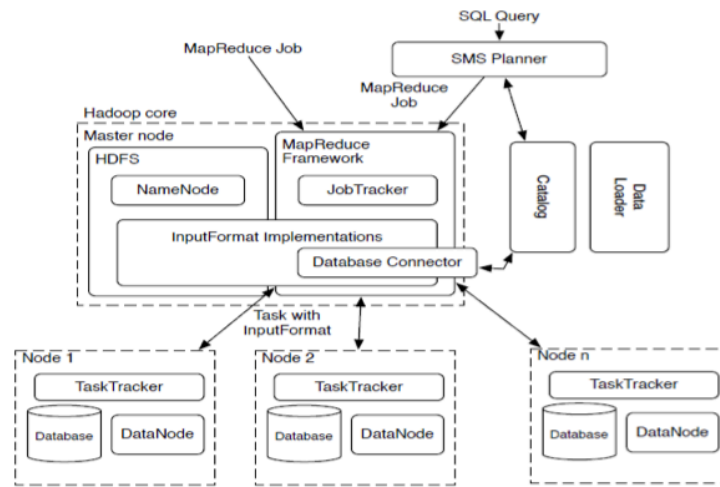 SQL Query
SMS Planner
MapReduce Job
MapReduce
Job
Hadoop core
Master node
HDFS
MapReduce
Framework
NameNode
JobTracker
InputFormat Implementations
Database Connector
Catalog
Data
Loader
Task with
InputFormat
Node 1
TaskTracker
Database
DataNode
Node 2
TaskTracker
Database
DataNode
Node n
TaskTracker
Database
DataNode